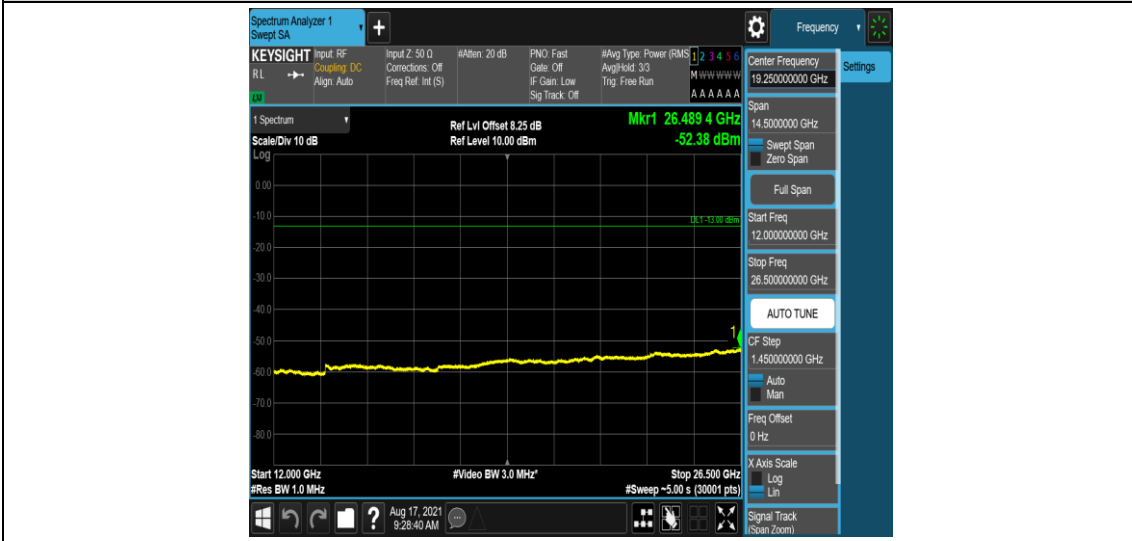 Spectrum Analyzer 1
Swept SA
+
Frequency
KEYSIGHT
RL
Input: RF
Coupling: DC
Align: Auto
Input Z: 50 Ω
Corrections: Off
Freq Ref: Int (S)
#Atten: 20 dB
PNO: Fast
Gate: Off
IF Gain: Low
Sig Track: Off
#Avg Type: Power (RMS
Avg|Hold: 3/3
Trig: Free Run
1 2 3 4 5 6
M W W W W W
A A A A A A
1 Spectrum
Scale/Div 10 dB
Log
Ref Lvl Offset 8.25 dB
Ref Level 10.00 dBm
Mkr1 26.489 4 GHz
-52.38 dBm
0.00
-10.0
DL1 -13.00 dBm
-20.0
-30.0
-40.0
1
-50.0
-60.0
-70.0
-80.0
Start 12.000 GHz
#Res BW 1.0 MHz
#Video BW 3.0 MHz*
Stop 26.500 GHz
#Sweep ~5.00 s (30001 pts)
?
Aug 17, 2021
9:28:40 AM
Center Frequency
19.250000000 GHz
Settings
Span
14.5000000 GHz
Swept Span
Zero Span
Full Span
Start Freq
12.000000000 GHz
Stop Freq
26.500000000 GHz
AUTO TUNE
CF Step
1.450000000 GHz
Auto
Man
Freq Offset
0 Hz
X Axis Scale
Log
Lin
Signal Track
(Span Zoom)